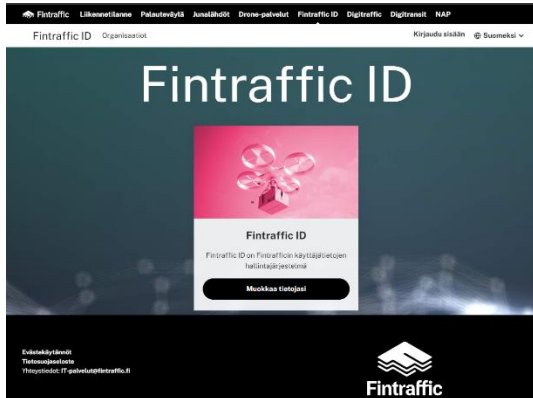 Fintraffic Liikennetilanne Palauteväylä Junalähdöt Drone-palvelut Fintraffic ID Digitraffic Digitransit NAP
Fintraffic ID Organisaatiot Kirjaudu sisään Suomeksi
Fintraffic ID
Fintraffic ID
Fintraffic ID on Fintrafficin käyttäjätietojen
hallintajärjestelmä
Muokkaa tietojasi
Evästekäytännöt
Tietosuojaseloste
Yhteystiedot: IT-palvelut@fintraffic.fi
Fintraffic